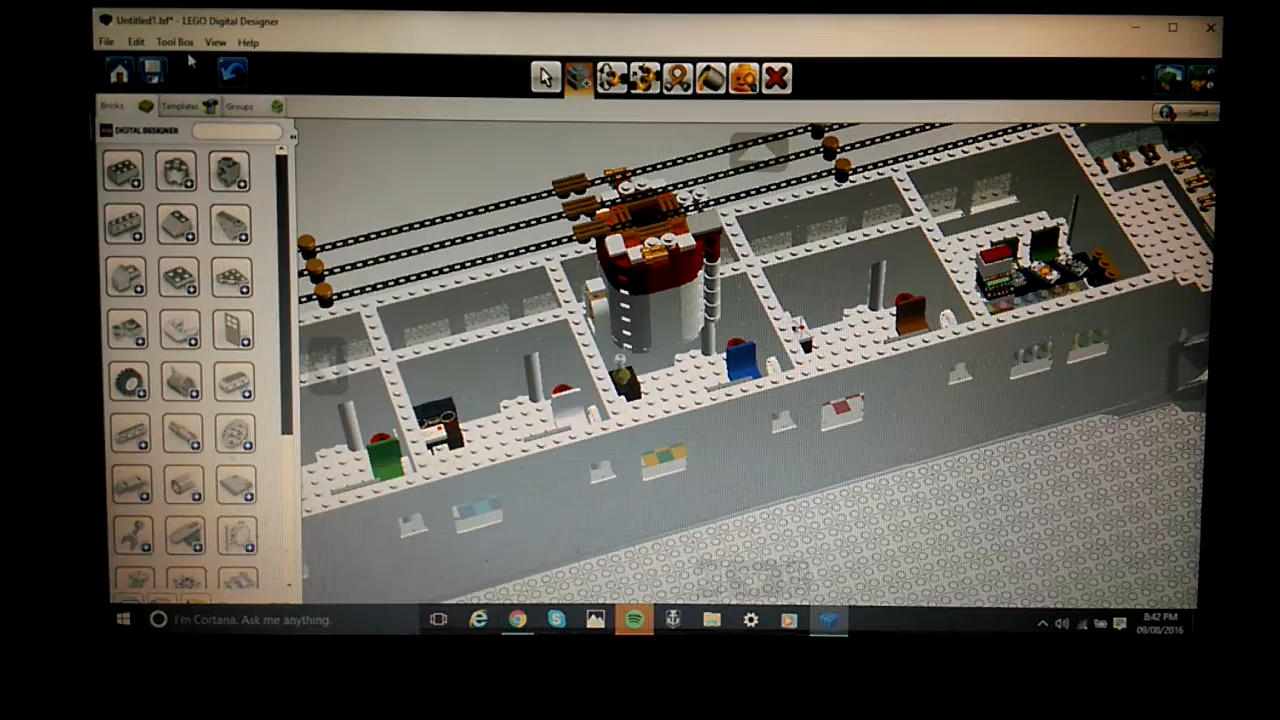 Untitled1.lxf* - LEGO Digital Designer
File Edit Tool Box View Help
Bricks Templates Groups
DIGITAL DESIGNER
Send
I'm Cortana. Ask me anything.
8:42 PM
09/08/2016